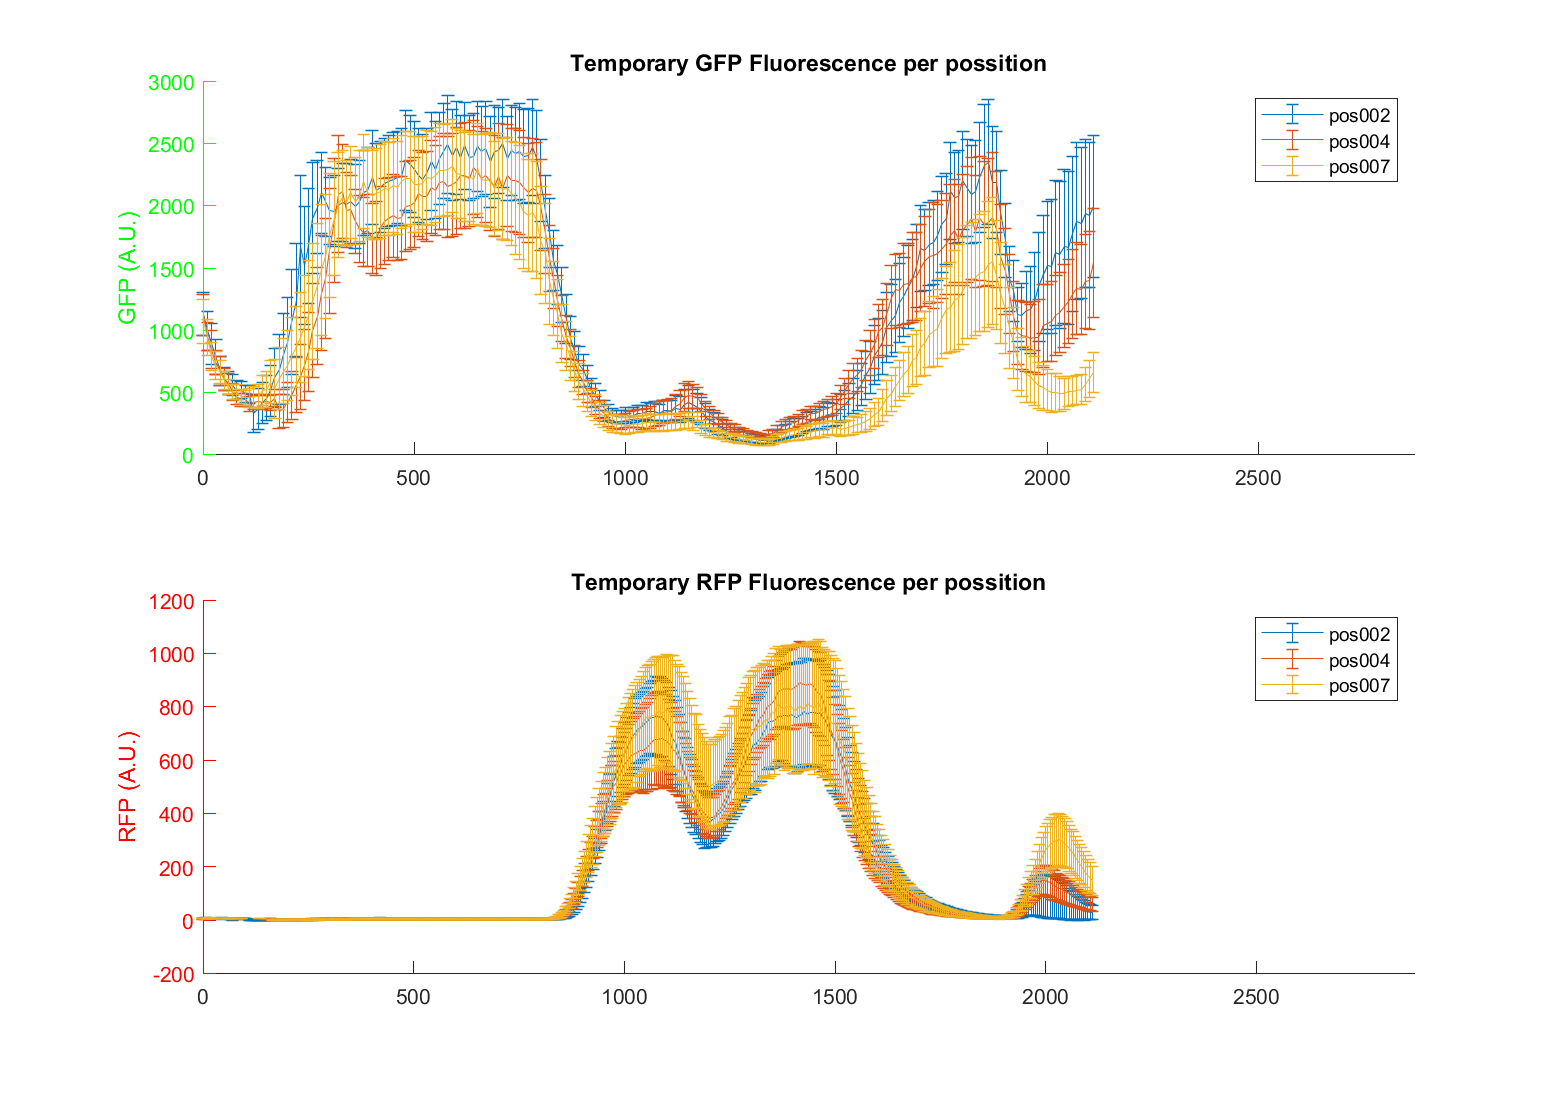 Temporary GFP Fluorescence per possition
3000
2500
2000
1500
1000
500
0
GFP (A.U.)
0 500 1000 1500 2000 2500
pos002
pos004
pos007
Temporary RFP Fluorescence per possition
1200
1000
800
600
400
200
0
-200
RFP (A.U.)
0 500 1000 1500 2000 2500
pos002
pos004
pos007